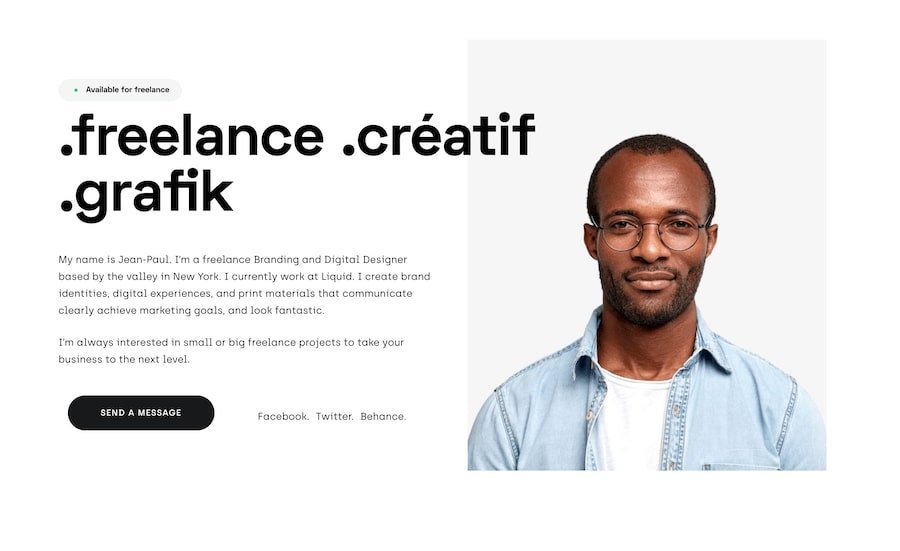 Available for freelance
.freelance .créatif
.grafik
My name is Jean-Paul. I'm a freelance Branding and Digital Designer
based by the valley in New York. I currently work at Liquid. I create brand
identities, digital experiences, and print materials that communicate
clearly achieve marketing goals, and look fantastic.
I'm always interested in small or big freelance projects to take your
business to the next level.
SEND A MESSAGE
Facebook. Twitter. Behance.